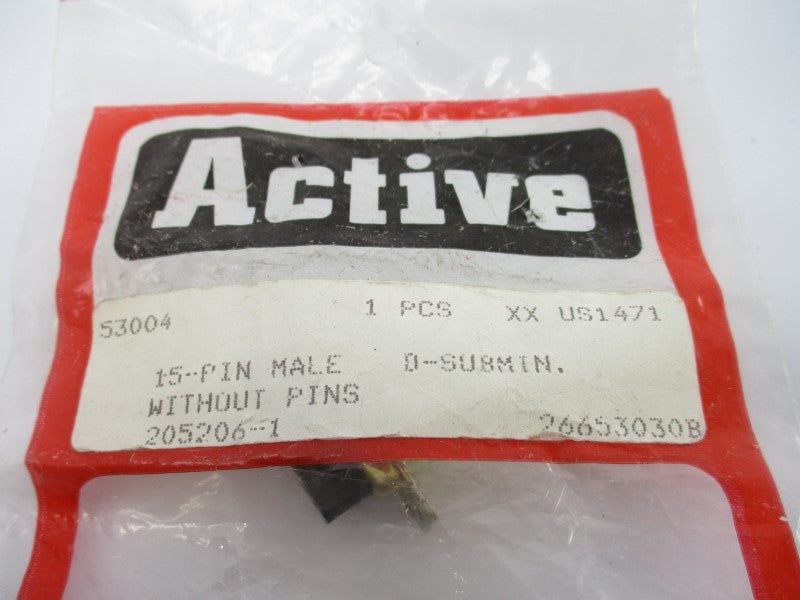 Active
53004 1 PCS XX US1471
15-PIN MALE D-SUBMIN.
WITHOUT PINS
205206-1 26653030B